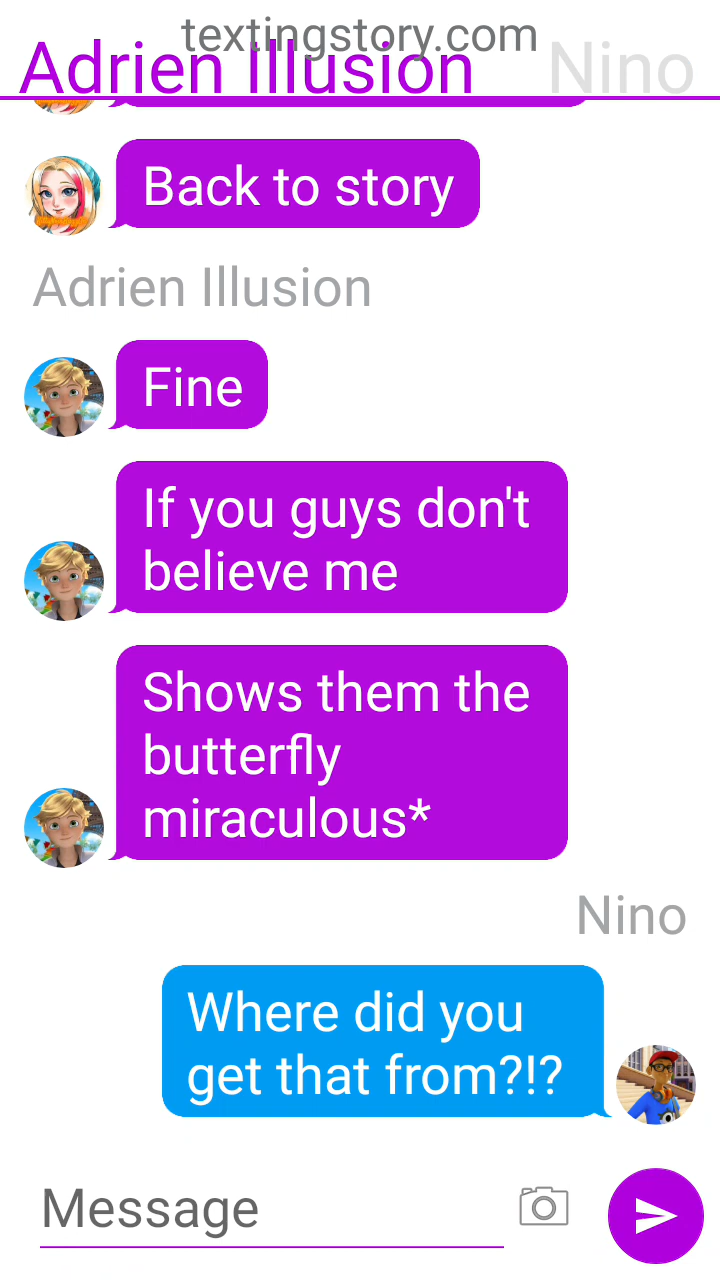 textingstory.com
Adrien Illusion
Nino
Back to story
Adrien Illusion
Fine
If you guys don't
believe me
Shows them the
butterfly
miraculous*
Nino
Where did you
get that from?!?
Message